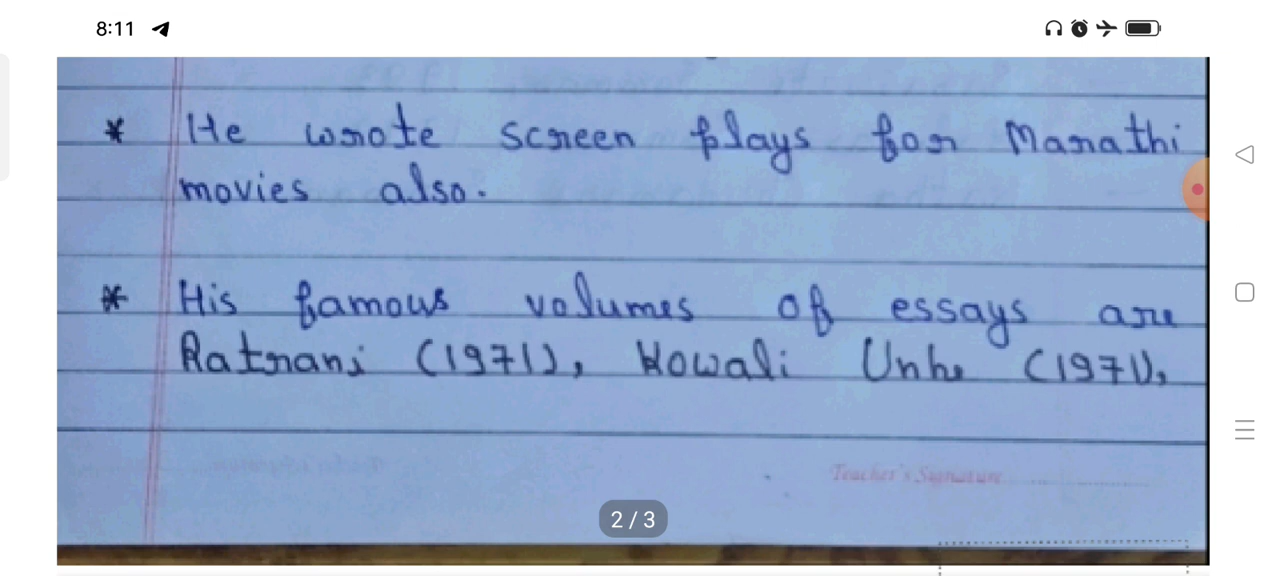 8:11
* He wrote screen plays for Marathi
movies also.
* His famous volumes of essays are
Ratrani (1971), Kowali Unhe (1971),
Teacher's Signature
2 / 3